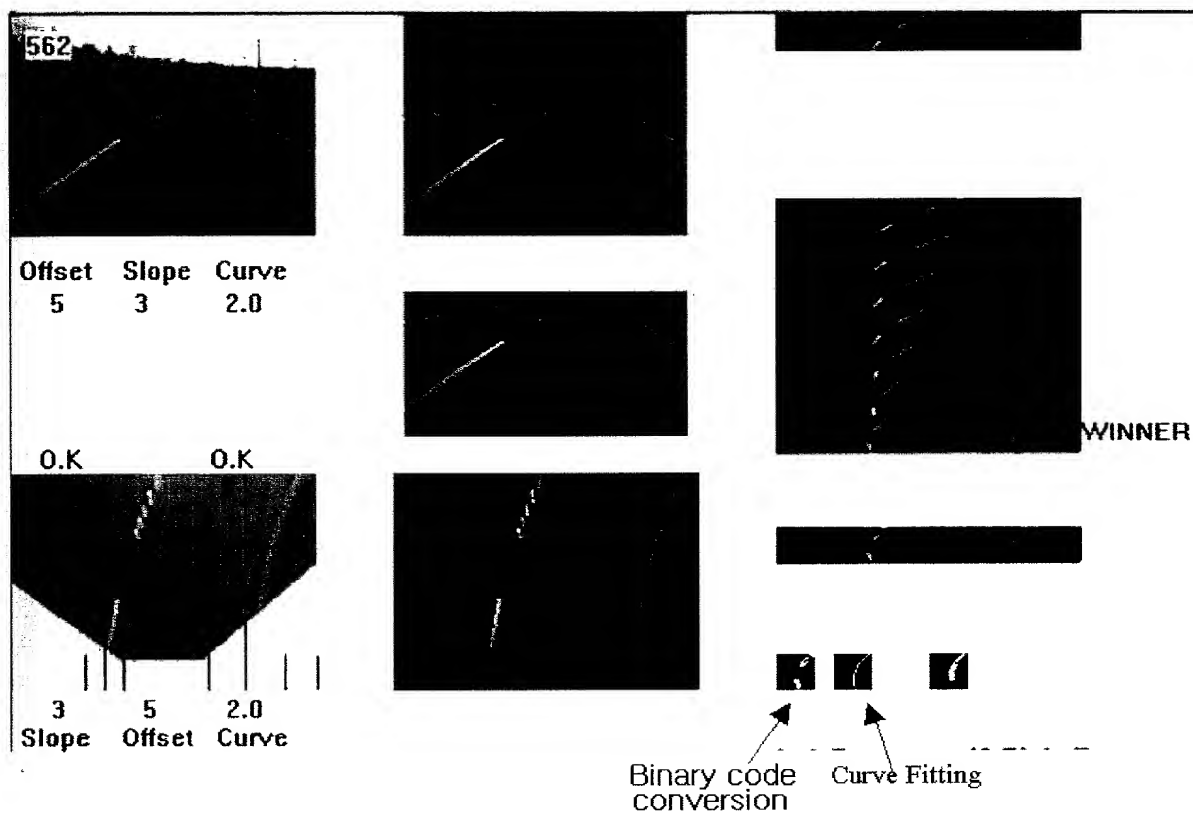 562
Offset Slope Curve
5 3 2.0
WINNER
O.K O.K
3 5 2.0
Slope Offset Curve
Binary code
conversion
Curve Fitting